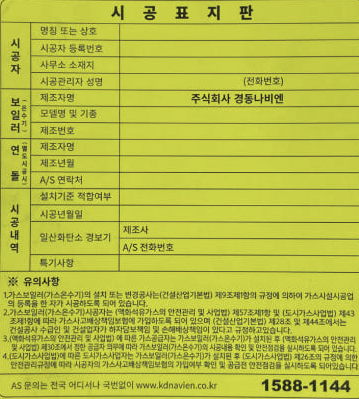 시 공 표 지 판
시공자
명칭 또는 상호
시공자 등록번호
사무소 소재지
시공관리자 성명 (전화번호)
보일러 (온수기)
제조자명 주식회사 경동나비엔
모델명 및 기종
제조번호
연돌 (별도시공시)
제조자명
제조년월
A/S 연락처
시공내역
설치기준 적합여부
시공년월일
일산화탄소 경보기
제조사
A/S 전화번호
특기사항
※ 유의사항
1.가스보일러(가스온수기)의 설치 또는 변경공사는(건설산업기본법) 제9조제1항의 규정에 의하여 가스시설시공업
의 등록을 한 자가 시공하도록 되어 있습니다.
2.가스보일러(가스온수기)시공자는 (액화석유가스의 안전관리 및 사업법) 제57조제1항 및 (도시가스사업법) 제43
조제1항에 따라 가스사고배상책임보험에 가입하도록 되어 있으며 (건설산업기본법) 제28조 및 제44조에서는
건설공사 수급인 및 건설업자가 하자담보책임 및 손해배상책임이 있다고 규정하고있습니다.
3.(액화석유가스의 안전관리 및 사업법) 에 따른 가스공급자는 가스보일러(가스온수기)가 설치된 후 (액화석유가스의 안전관리
및 사업법) 제30조에서 정한 공급자 의무에 따라 가스보일러(가스온수기)의 시공내용 확인 및 안전점검을 실시하도록 되어 있습니다.
4.(도시가스사업법)에 따른 도시가스사업자는 가스보일러(가스온수기)가 설치된 후 (도시가스사업법) 제26조의 규정에 의한
안전관리규정에 따라 시공자의 가스사고배상책임보험의 가입여부 확인 및 공급전 안전점검을 실시하도록 되어있습니다.
AS 문의는 전국 어디서나 국번없이 www.kdnavien.co.kr 1588-1144